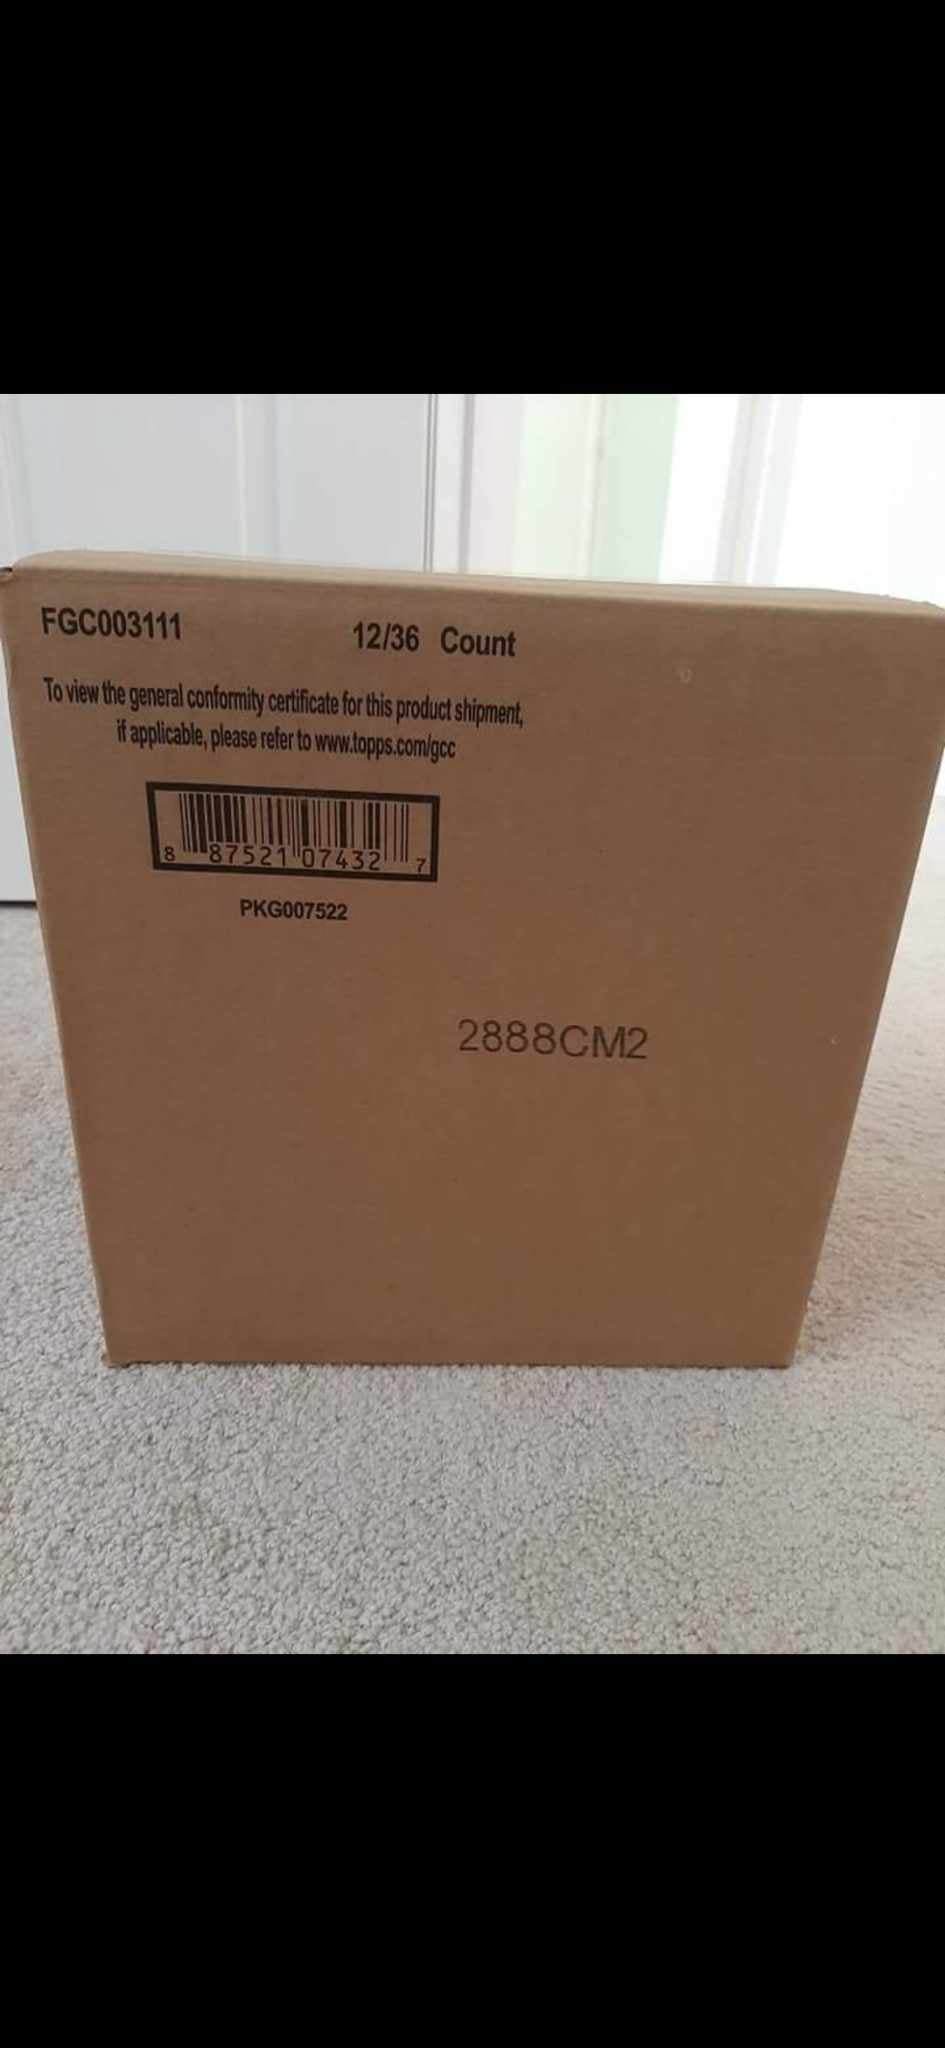 FGC003111
12/36 Count
To view the general conformity certificate for this product shipment,
if applicable, please refer to www.topps.com/gcc
8 87521 07432 7
PKG007522
2888CM2